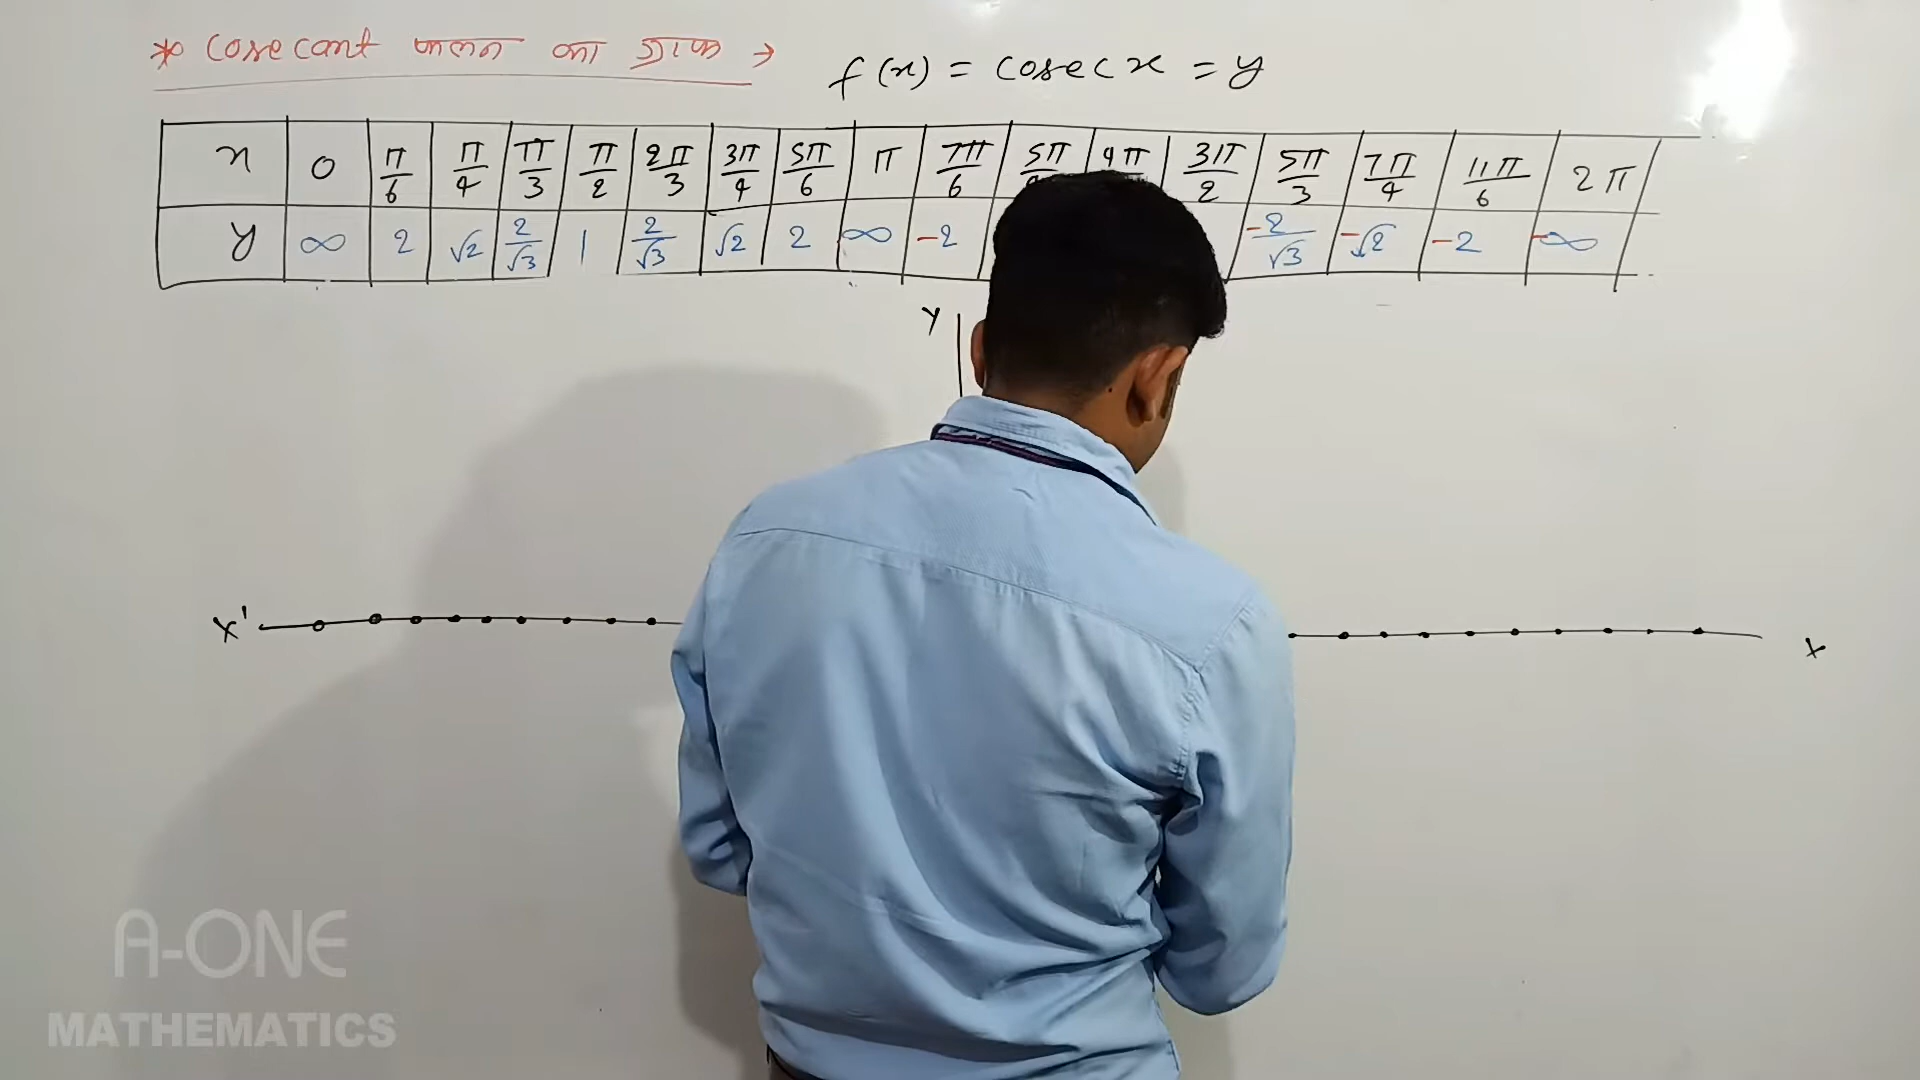 * Cosecant फलन का ग्राफ →
f(x) = cosec x = y
x 0 π/6 π/4 π/3 π/2 2π/3 3π/4 5π/6 π 7π/6 5π 4π 3π/2 5π/3 7π/4 11π/6 2π
y ∞ 2 √2 2/√3 1 2/√3 √2 2 ∞ -2 -2/√3 -√2 -2 -∞
Y
X'
X
A-ONE
MATHEMATICS